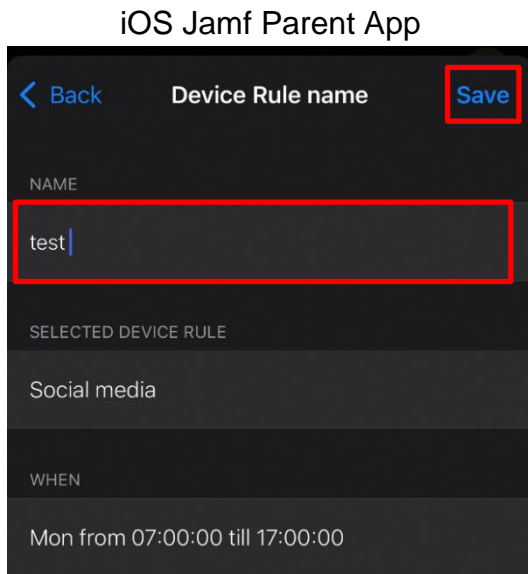 iOS Jamf Parent App
Back Device Rule name Save
NAME
test
SELECTED DEVICE RULE
Social media
WHEN
Mon from 07:00:00 till 17:00:00